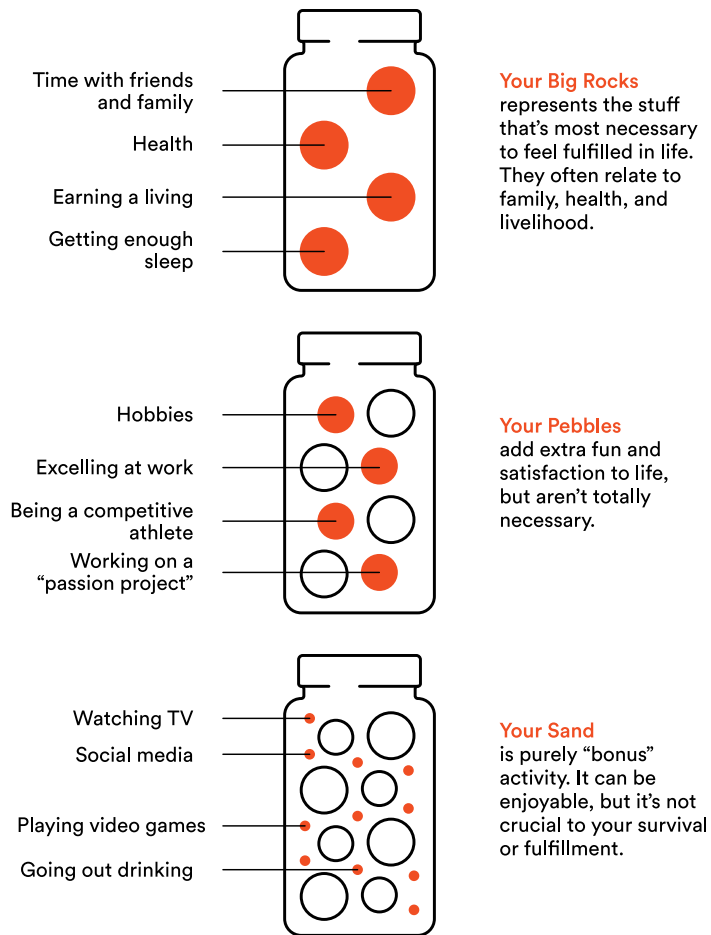 Time with friends
and family
Health
Earning a living
Getting enough
sleep
Your Big Rocks
represents the stuff
that’s most necessary
to feel fulfilled in life.
They often relate to
family, health, and
livelihood.
Hobbies
Excelling at work
Being a competitive
athlete
Working on a
“passion project”
Your Pebbles
add extra fun and
satisfaction to life,
but aren’t totally
necessary.
Watching TV
Social media
Playing video games
Going out drinking
Your Sand
is purely “bonus”
activity. It can be
enjoyable, but it’s not
crucial to your survival
or fulfillment.